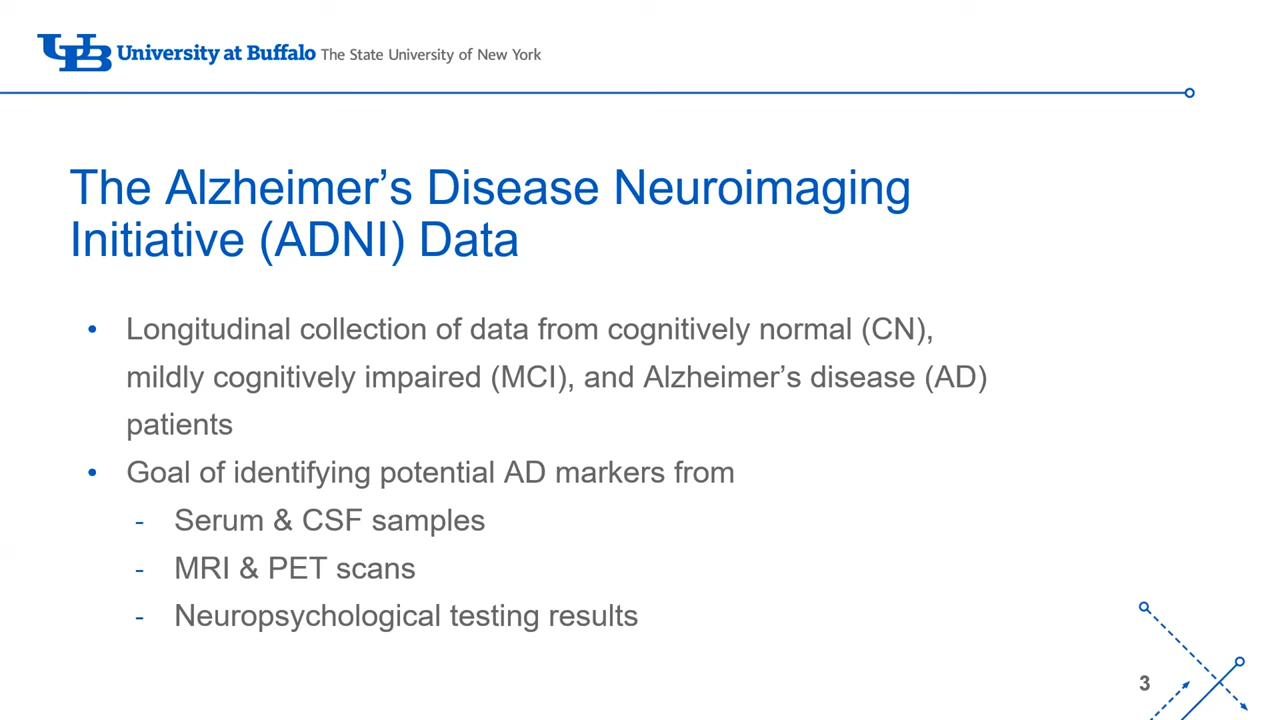 UB University at Buffalo The State University of New York
The Alzheimer’s Disease Neuroimaging
Initiative (ADNI) Data
• Longitudinal collection of data from cognitively normal (CN),
mildly cognitively impaired (MCI), and Alzheimer’s disease (AD)
patients
• Goal of identifying potential AD markers from
- Serum & CSF samples
- MRI & PET scans
- Neuropsychological testing results
3